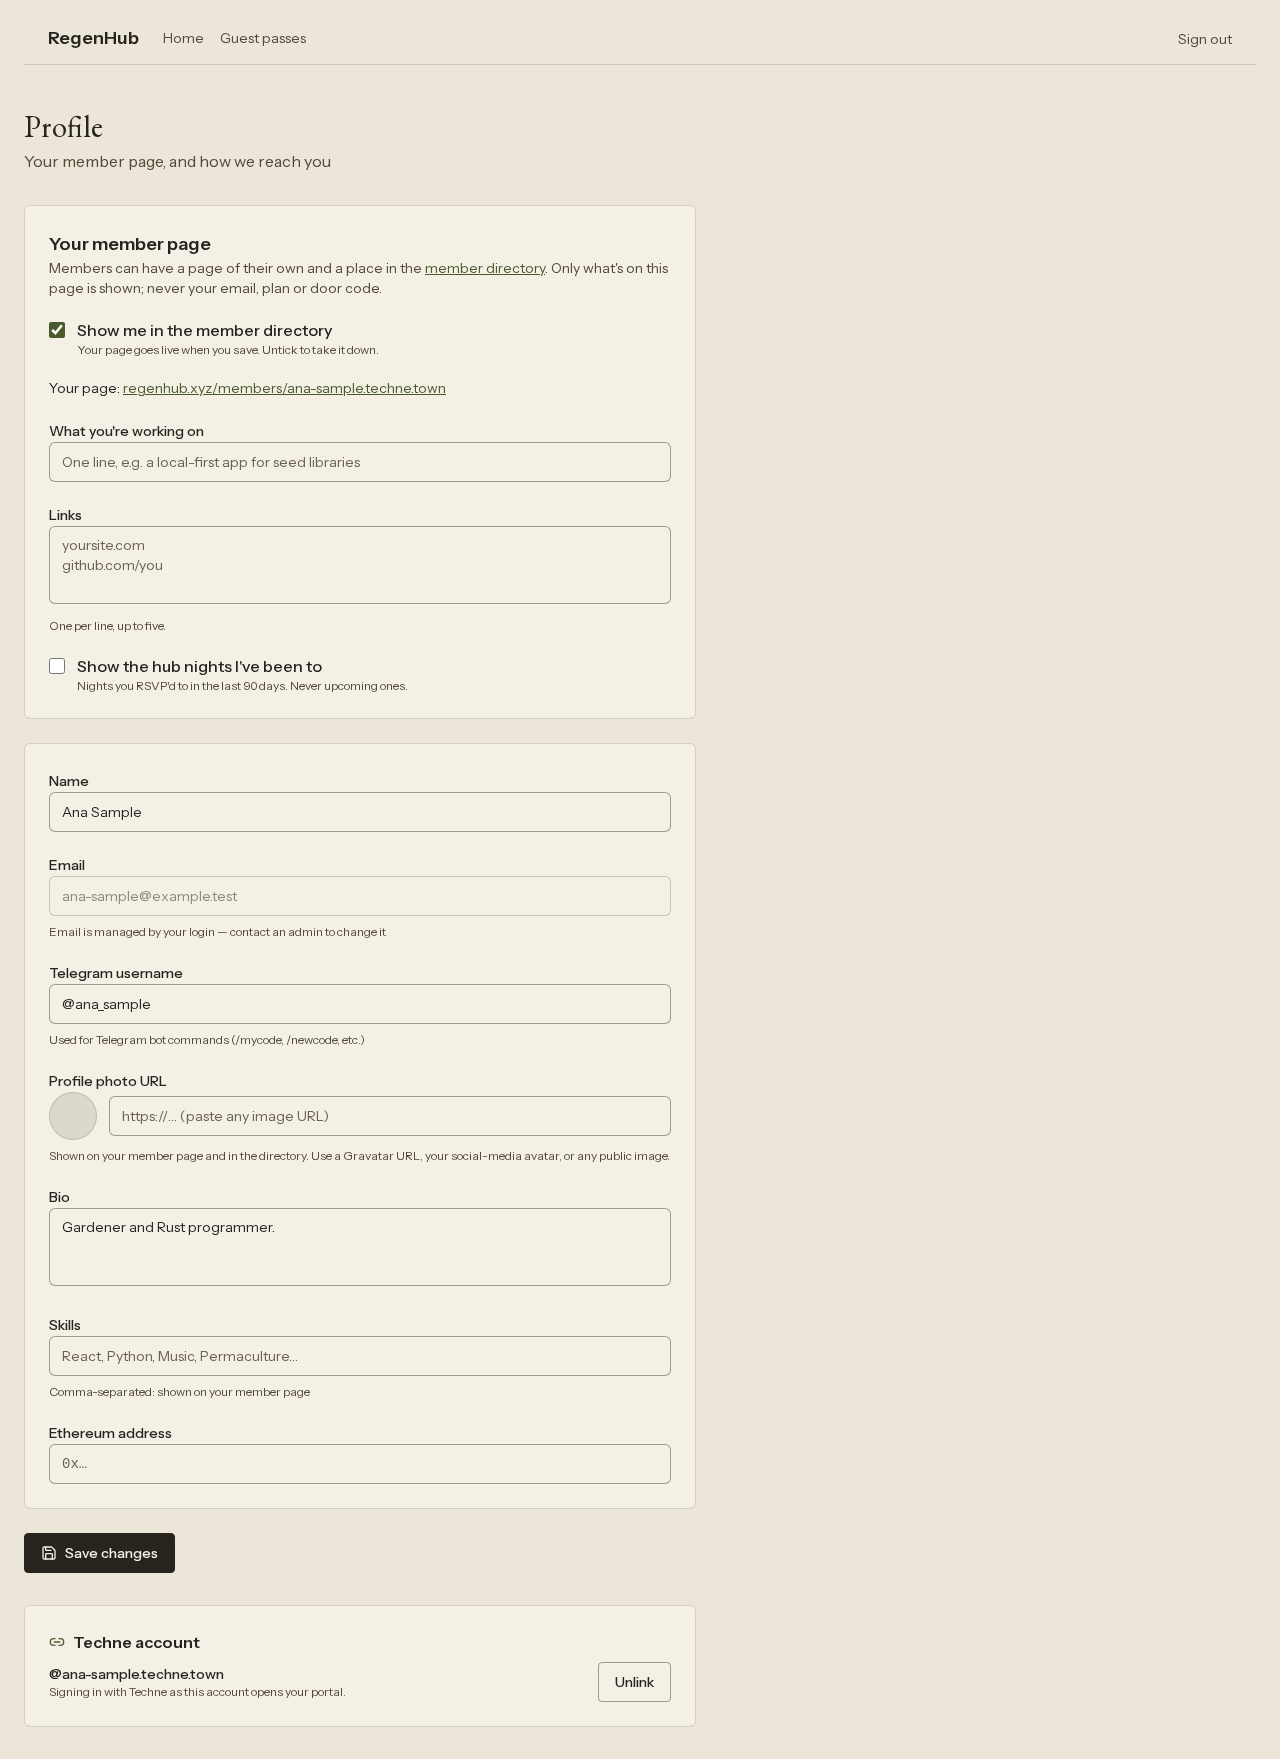 RegenHub Home Guest passes Sign out
Profile
Your member page, and how we reach you
Your member page
Members can have a page of their own and a place in the member directory. Only what's on this
page is shown; never your email, plan or door code.
Show me in the member directory
Your page goes live when you save. Untick to take it down.
Your page: regenhub.xyz/members/ana-sample.techne.town
What you're working on
One line, e.g. a local-first app for seed libraries
Links
yoursite.com
github.com/you
One per line, up to five.
Show the hub nights I've been to
Nights you RSVP'd to in the last 90 days. Never upcoming ones.
Name
Ana Sample
Email
ana-sample@example.test
Email is managed by your login — contact an admin to change it
Telegram username
@ana_sample
Used for Telegram bot commands (/mycode, /newcode, etc.)
Profile photo URL
https://... (paste any image URL)
Shown on your member page and in the directory. Use a Gravatar URL, your social-media avatar, or any public image.
Bio
Gardener and Rust programmer.
Skills
React, Python, Music, Permaculture...
Comma-separated: shown on your member page
Ethereum address
0x…
Save changes
Techne account
@ana-sample.techne.town
Signing in with Techne as this account opens your portal.
Unlink